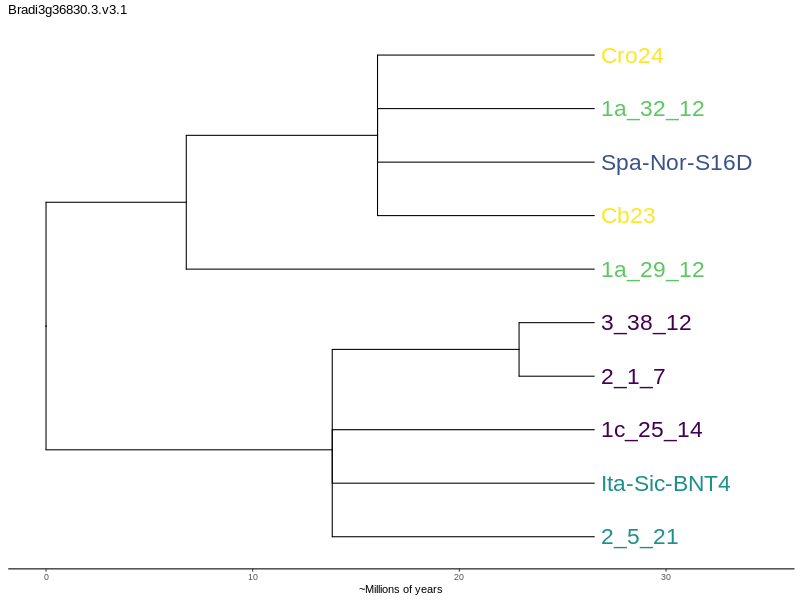 Bradi3g36830.3.v3.1
Cro24
1a_32_12
Spa-Nor-S16D
Cb23
1a_29_12
3_38_12
2_1_7
1c_25_14
Ita-Sic-BNT4
2_5_21
0 10 20 30
~Millions of years